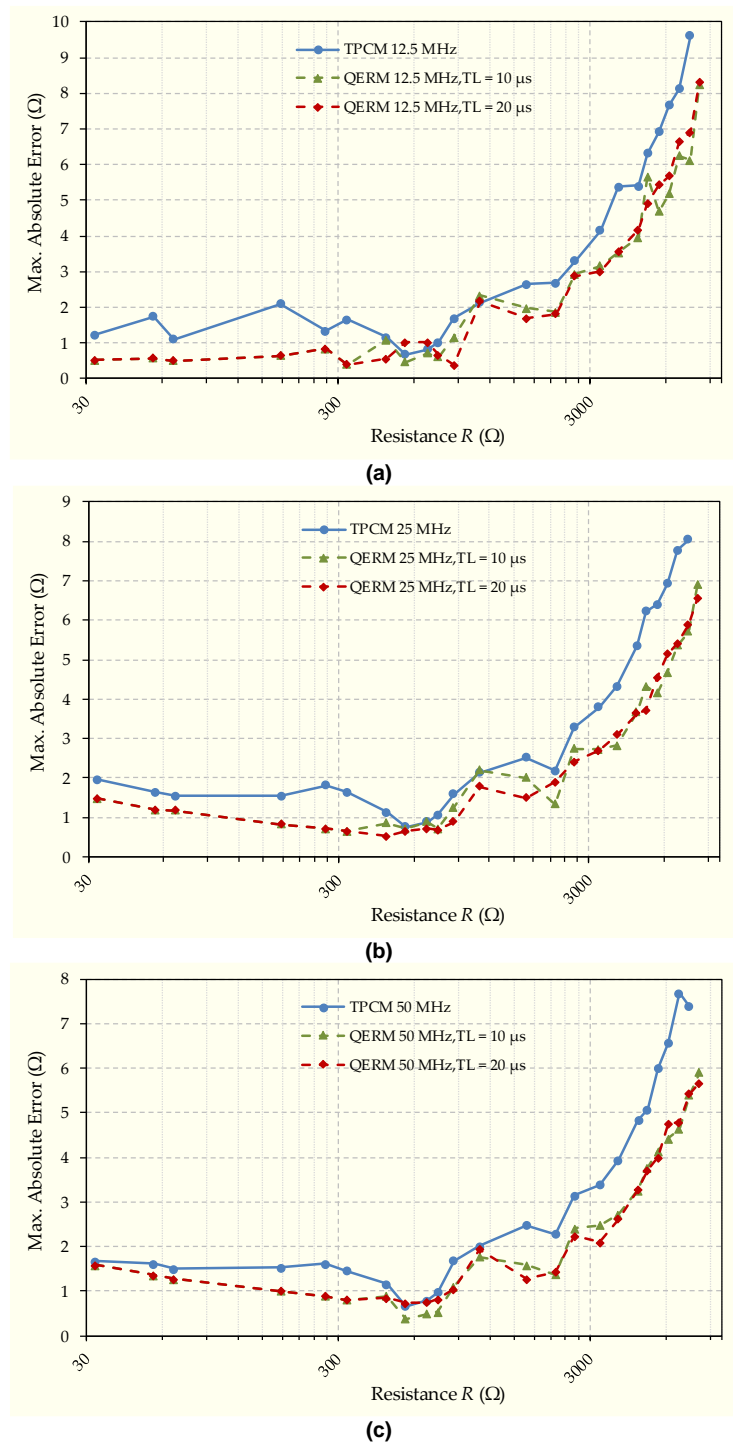 10
9
8
7
6
5
4
3
2
1
0
Max. Absolute Error (Ω)
TPCM 12.5 MHz
QERM 12.5 MHz,TL = 10 µs
QERM 12.5 MHz,TL = 20 µs
30
300
3000
Resistance R (Ω)
(a)
9
8
7
6
5
4
3
2
1
0
Max. Absolute Error (Ω)
TPCM 25 MHz
QERM 25 MHz,TL = 10 µs
QERM 25 MHz,TL = 20 µs
30
300
3000
Resistance R (Ω)
(b)
8
7
6
5
4
3
2
1
0
Max. Absolute Error (Ω)
TPCM 50 MHz
QERM 50 MHz,TL = 10 µs
QERM 50 MHz,TL = 20 µs
30
300
3000
Resistance R (Ω)
(c)